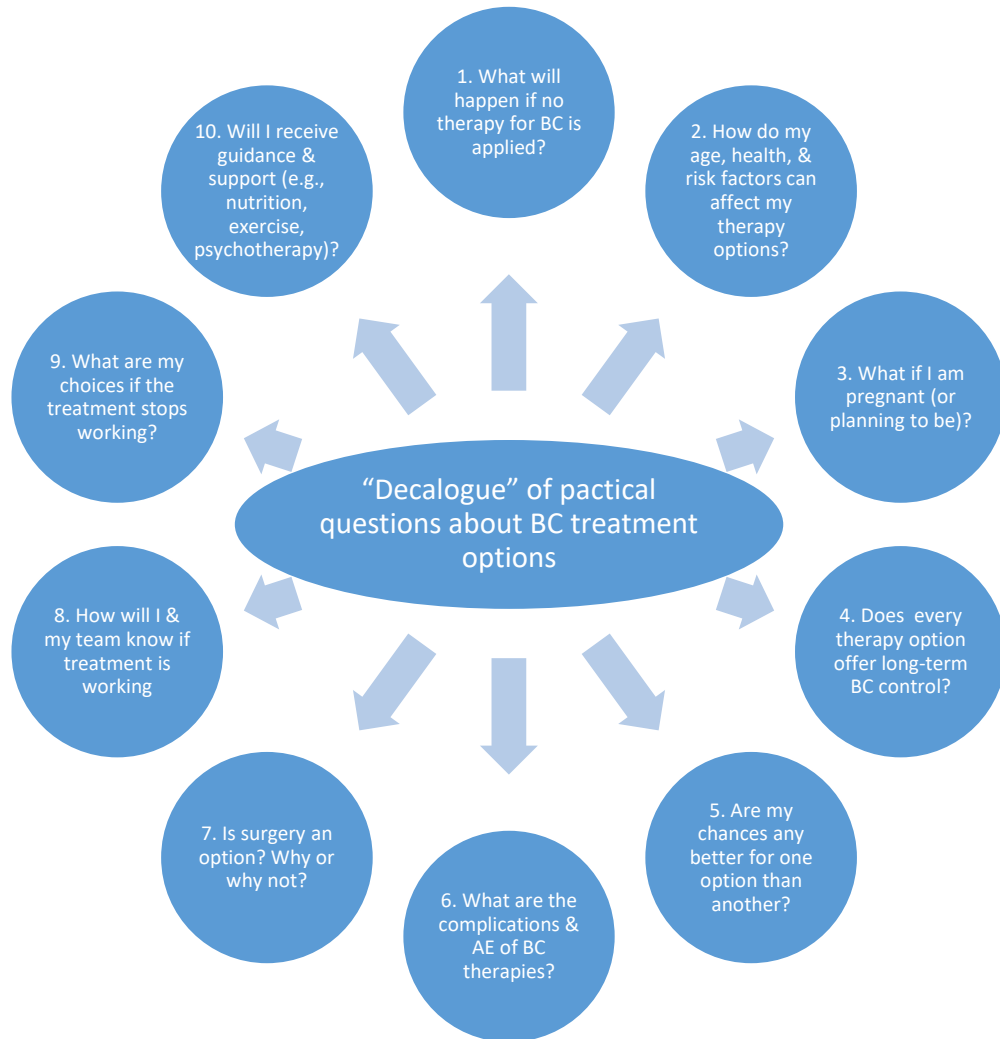 1. What will
happen if no
therapy for BC is
applied?
2. How do my
age, health, &
risk factors can
affect my
therapy
options?
3. What if I am
pregnant (or
planning to be)?
4. Does  every
therapy option
offer long-term
BC control?
5. Are my
chances any
better for one
option than
another?
6. What are the
complications &
AE of BC
therapies?
7. Is surgery an
option? Why or
why not?
8. How will I &
my team know if
treatment is
working
9. What are my
choices if the
treatment stops
working?
10. Will I receive
guidance &
support (e.g.,
nutrition,
exercise,
psychotherapy)?
“Decalogue” of pactical
questions about BC treatment
options